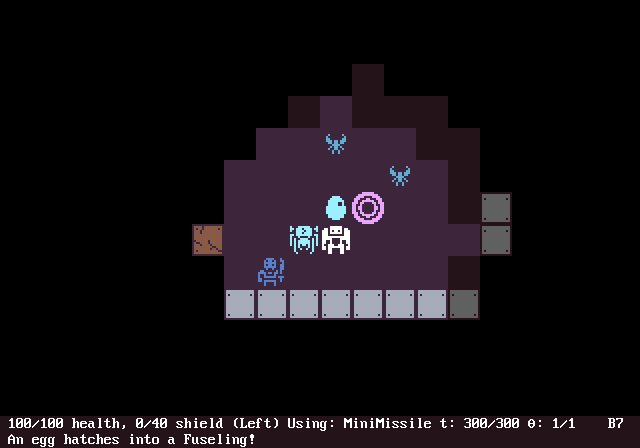 100/100 health, 0/40 shield (Left) Using: MiniMissile t: 300/300 θ: 1/1 B7
An egg hatches into a Fuseling!